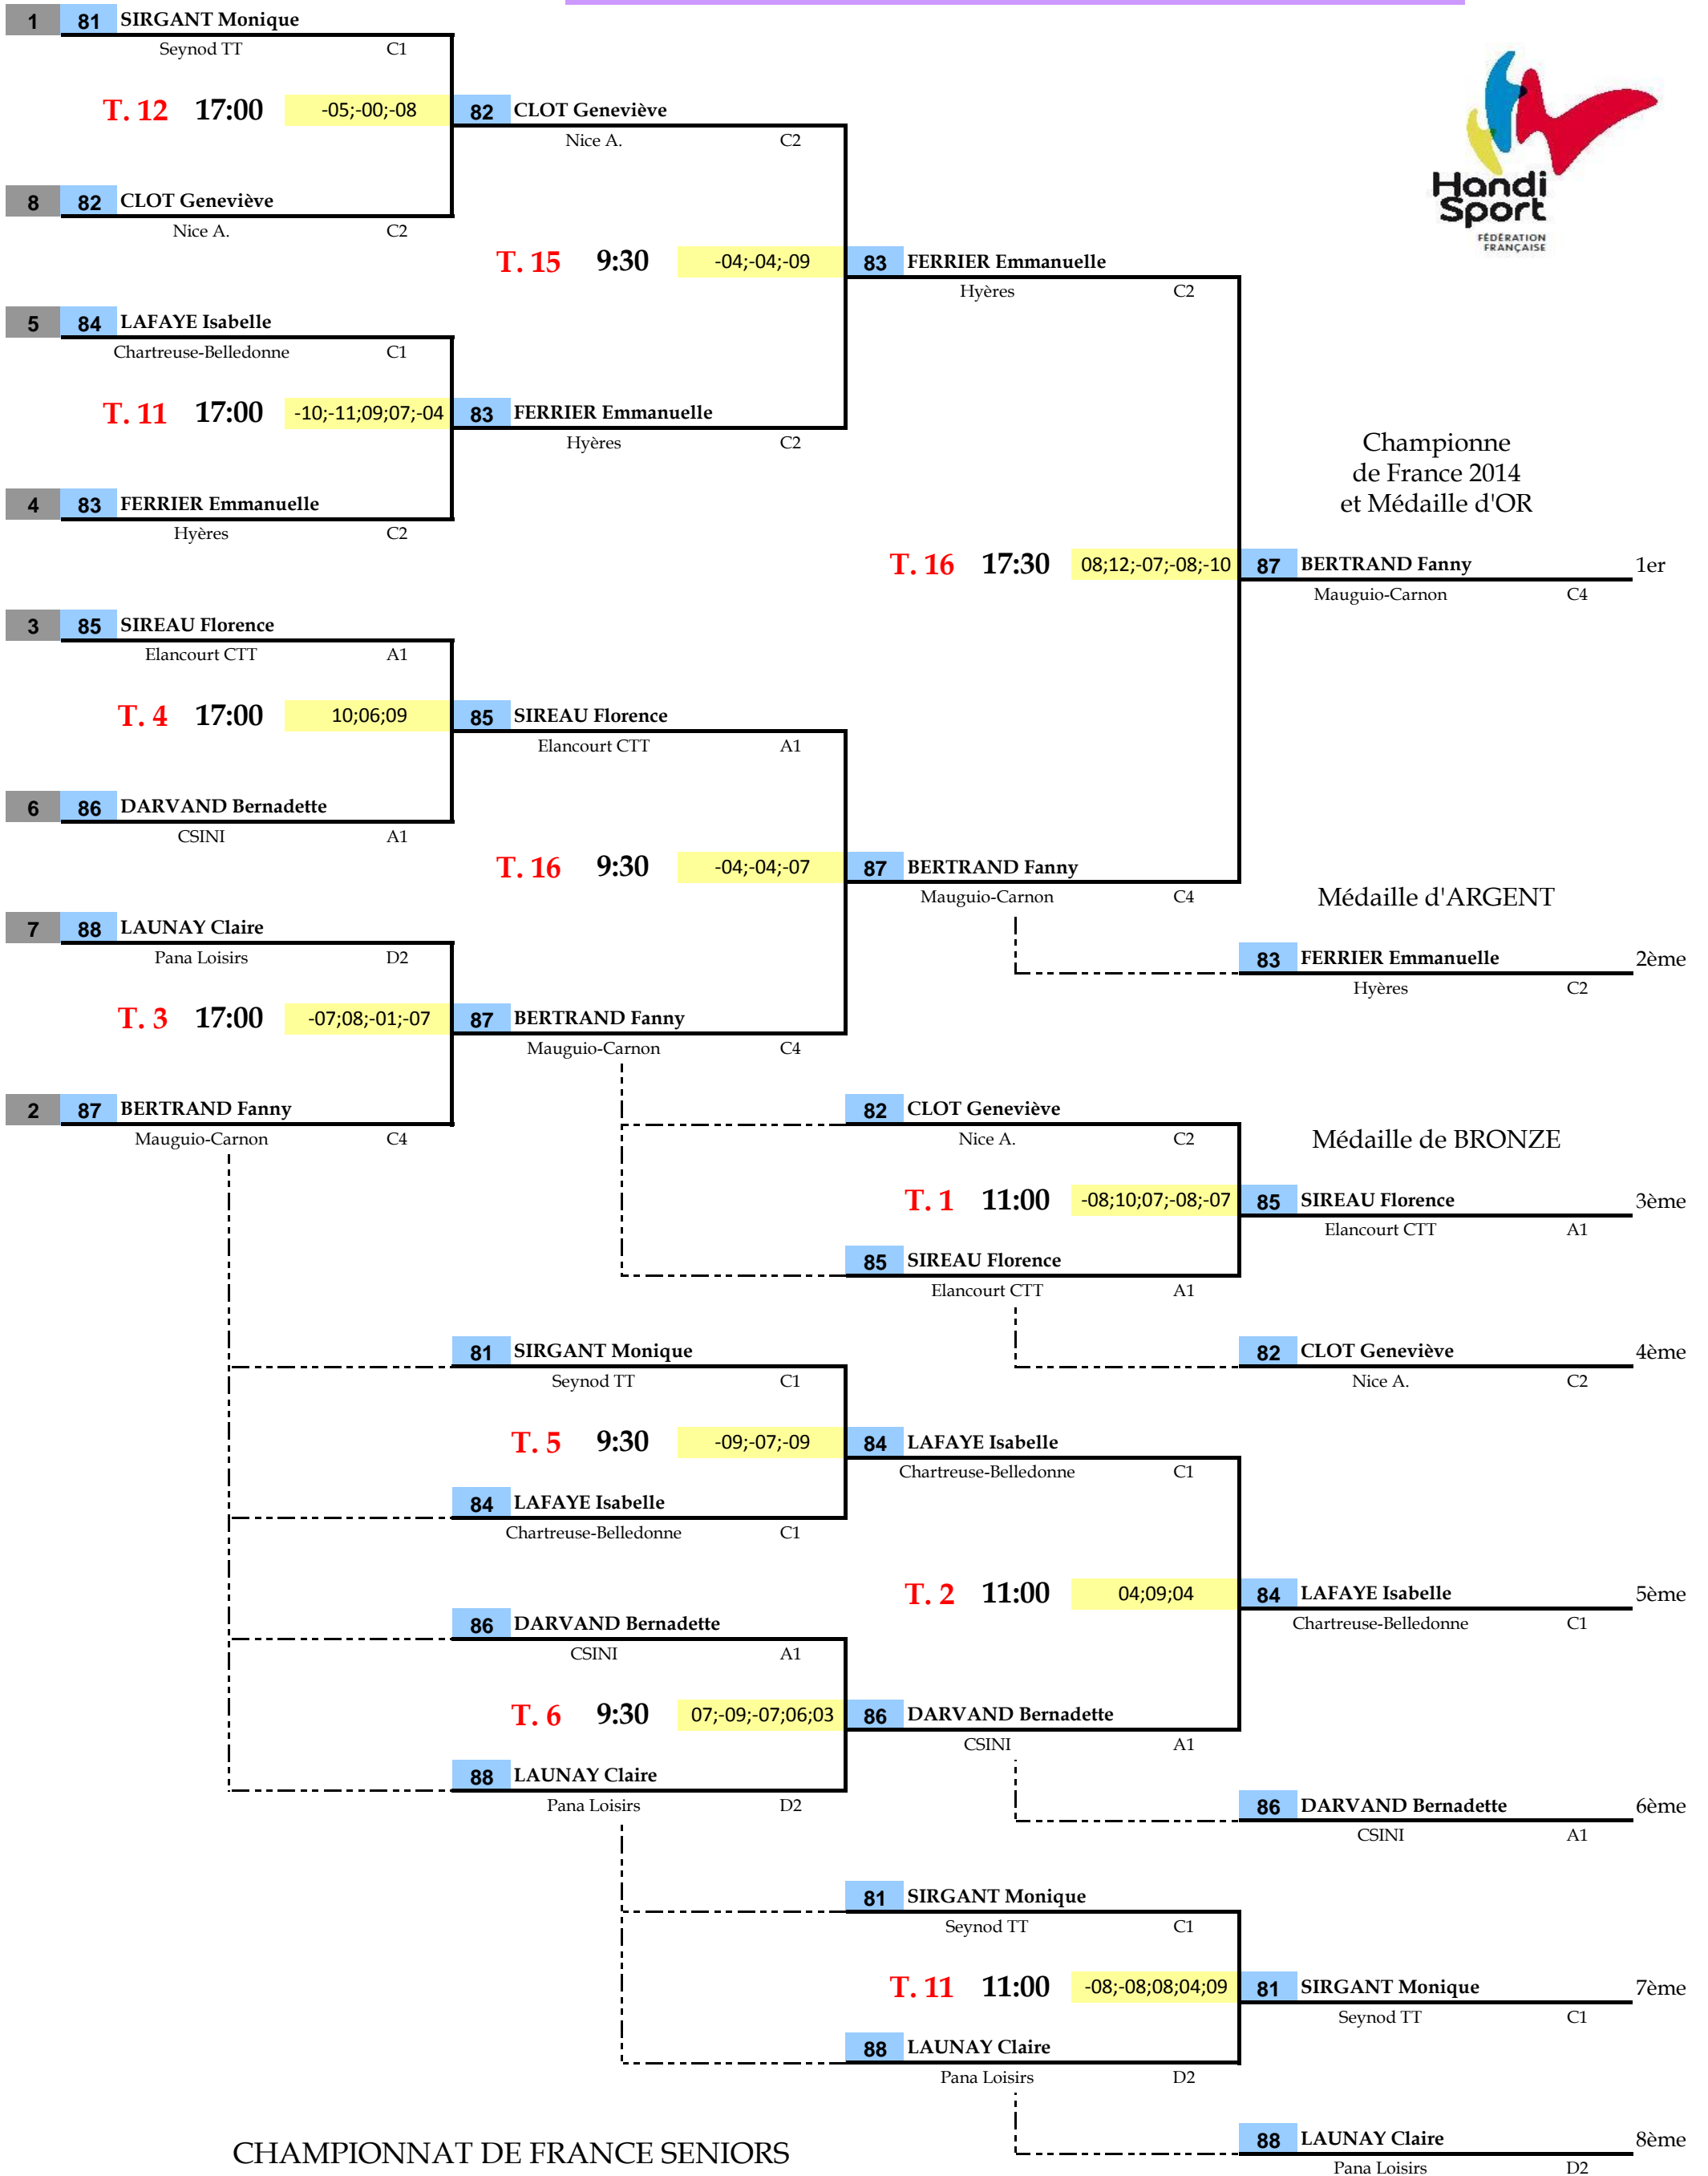 1 81 SIRGANT Monique
Seynod TT C1
T. 12 17:00 -05;-00;-08 82 CLOT Geneviève
Nice A. C2
Handi
Sport
FÉDÉRATION
FRANÇAISE
8 82 CLOT Geneviève
Nice A. C2
T. 15 9:30 -04;-04;-09 83 FERRIER Emmanuelle
Hyères C2
5 84 LAFAYE Isabelle
Chartreuse-Belledonne C1
T. 11 17:00 -10;-11;09;07;-04 83 FERRIER Emmanuelle
Hyères C2
Championne
de France 2014
et Médaille d'OR
4 83 FERRIER Emmanuelle
Hyères C2
T. 16 17:30 08;12;-07;-08;-10 87 BERTRAND Fanny 1er
Mauguio-Carnon C4
3 85 SIREAU Florence
Elancourt CTT A1
T. 4 17:00 10;06;09 85 SIREAU Florence
Elancourt CTT A1
6 86 DARVAND Bernadette
CSINI A1
T. 16 9:30 -04;-04;-07 87 BERTRAND Fanny
Mauguio-Carnon C4
Médaille d'ARGENT
7 88 LAUNAY Claire
Pana Loisirs D2
83 FERRIER Emmanuelle 2ème
Hyères C2
T. 3 17:00 -07;08;-01;-07 87 BERTRAND Fanny
Mauguio-Carnon C4
2 87 BERTRAND Fanny
Mauguio-Carnon C4
82 CLOT Geneviève
Nice A. C2
Médaille de BRONZE
T. 1 11:00 -08;10;07;-08;-07 85 SIREAU Florence 3ème
Elancourt CTT A1
85 SIREAU Florence
Elancourt CTT A1
81 SIRGANT Monique
Seynod TT C1
82 CLOT Geneviève 4ème
Nice A. C2
T. 5 9:30 -09;-07;-09 84 LAFAYE Isabelle
Chartreuse-Belledonne C1
84 LAFAYE Isabelle
Chartreuse-Belledonne C1
T. 2 11:00 04;09;04 84 LAFAYE Isabelle 5ème
Chartreuse-Belledonne C1
86 DARVAND Bernadette
CSINI A1
T. 6 9:30 07;-09;-07;06;03 86 DARVAND Bernadette
CSINI A1
88 LAUNAY Claire
Pana Loisirs D2
86 DARVAND Bernadette 6ème
CSINI A1
81 SIRGANT Monique
Seynod TT C1
T. 11 11:00 -08;-08;08;04;09 81 SIRGANT Monique 7ème
Seynod TT C1
88 LAUNAY Claire
Pana Loisirs D2
CHAMPIONNAT DE FRANCE SENIORS
88 LAUNAY Claire 8ème
Pana Loisirs D2